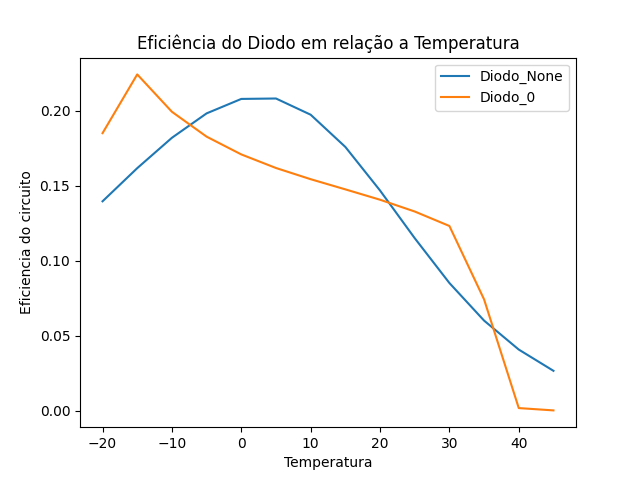 Eficiência do Diodo em relação a Temperatura
Diodo_None
Diodo_0
Eficiencia do circuito
0.20
0.15
0.10
0.05
0.00
−20
−10
0
10
20
30
40
Temperatura